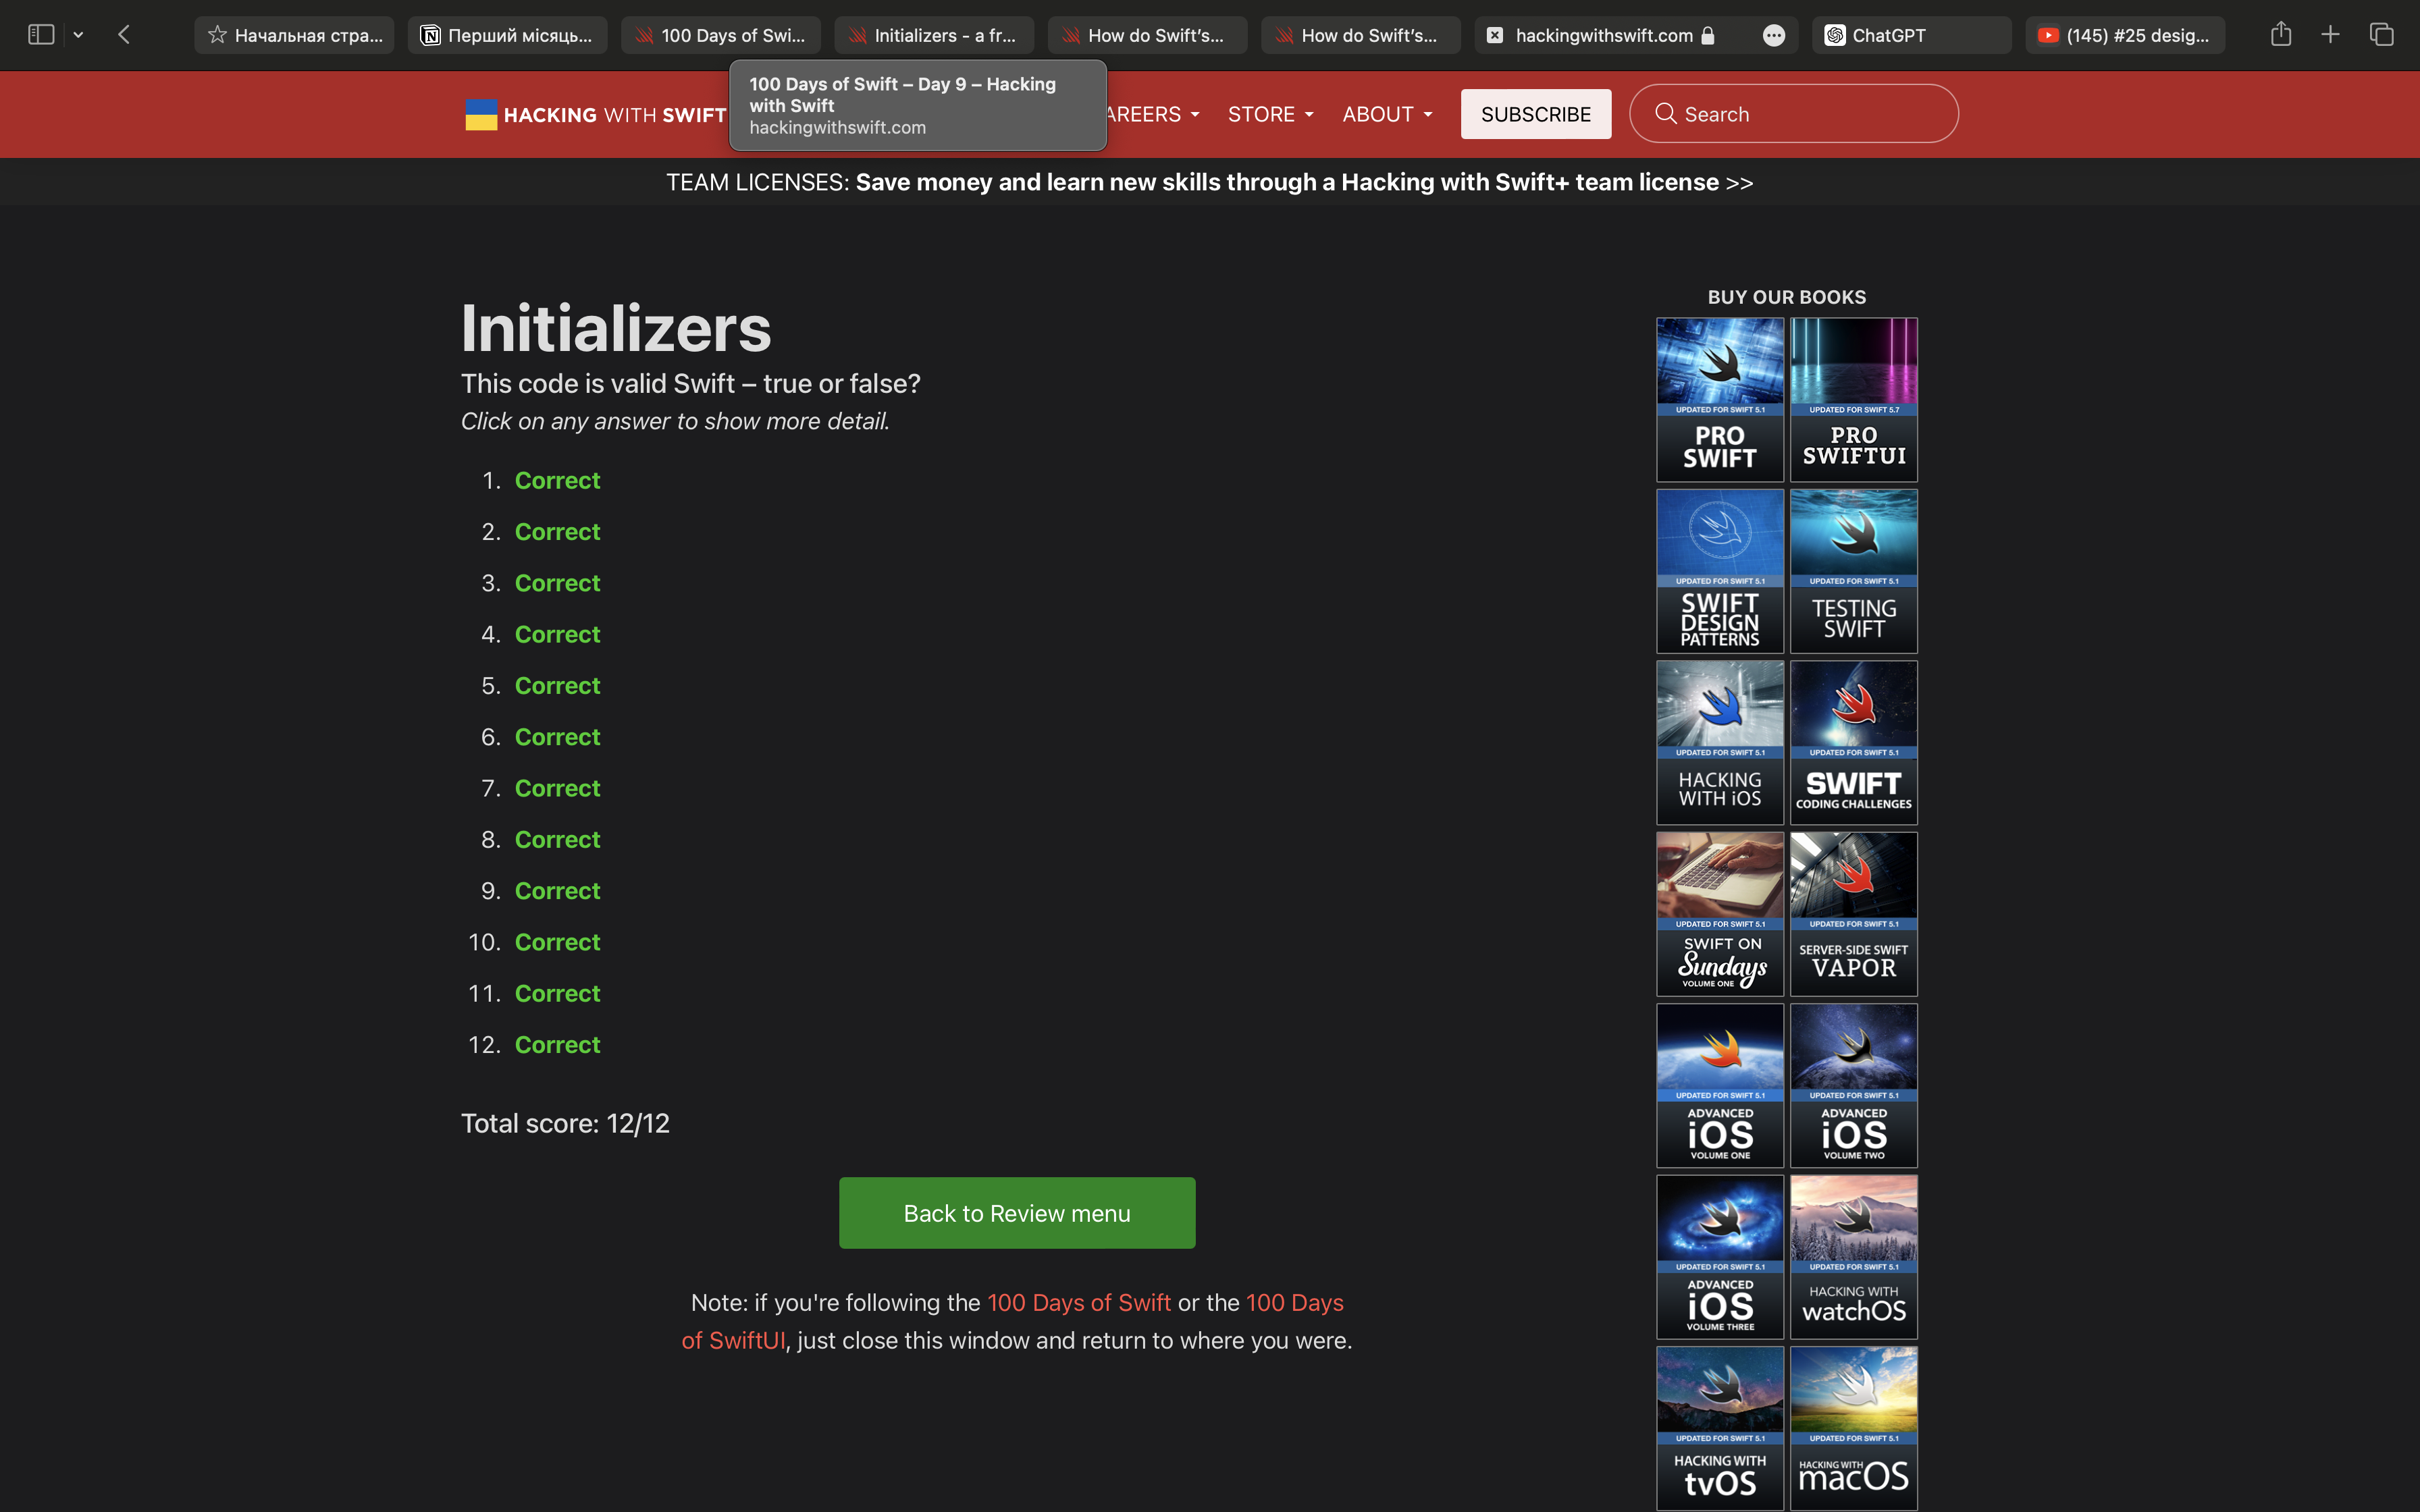 Начальная стра...
Перший місяць...
100 Days of Swi...
Initializers - a fr...
How do Swift's...
How do Swift's...
hackingwithswift.com
ChatGPT
(145) #25 desig...
100 Days of Swift – Day 9 – Hacking
with Swift
hackingwithswift.com
HACKING WITH SWIFT
AREERS
STORE
ABOUT
SUBSCRIBE
Search
TEAM LICENSES: Save money and learn new skills through a Hacking with Swift+ team license >>
Initializers
This code is valid Swift – true or false?
Click on any answer to show more detail.
1. Correct
2. Correct
3. Correct
4. Correct
5. Correct
6. Correct
7. Correct
8. Correct
9. Correct
10. Correct
11. Correct
12. Correct
Total score: 12/12
Back to Review menu
Note: if you're following the 100 Days of Swift or the 100 Days
of SwiftUI, just close this window and return to where you were.
BUY OUR BOOKS
UPDATED FOR SWIFT 5.1
PRO
SWIFT
UPDATED FOR SWIFT 5.7
PRO
SWIFTUI
UPDATED FOR SWIFT 5.1
SWIFT
DESIGN
PATTERNS
UPDATED FOR SWIFT 5.1
TESTING
SWIFT
UPDATED FOR SWIFT 5.1
HACKING
WITH iOS
UPDATED FOR SWIFT 5.1
SWIFT
CODING CHALLENGES
UPDATED FOR SWIFT 5.1
SWIFT ON
Sundays
VOLUME ONE
UPDATED FOR SWIFT 5.1
SERVER-SIDE SWIFT
VAPOR
UPDATED FOR SWIFT 5.1
ADVANCED
iOS
VOLUME ONE
UPDATED FOR SWIFT 5.1
ADVANCED
iOS
VOLUME TWO
UPDATED FOR SWIFT 5.1
ADVANCED
iOS
VOLUME THREE
UPDATED FOR SWIFT 5.1
HACKING WITH
watchOS
UPDATED FOR SWIFT 5.1
HACKING WITH
tvOS
UPDATED FOR SWIFT 5.1
HACKING WITH
macOS